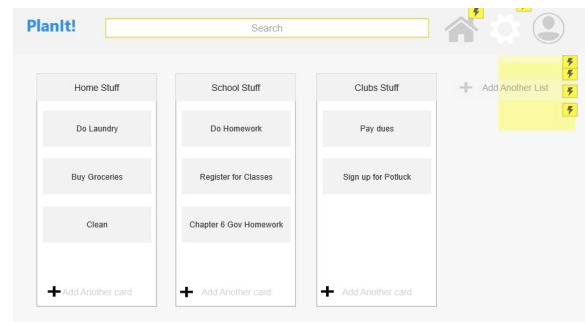 PlanIt!
Search
Home Stuff
School Stuff
Clubs Stuff
Add Another List
Do Laundry
Do Homework
Pay dues
Buy Groceries
Register for Classes
Sign up for Potluck
Clean
Chapter 6 Gov Homework
Add Another card
Add Another card
Add Another card